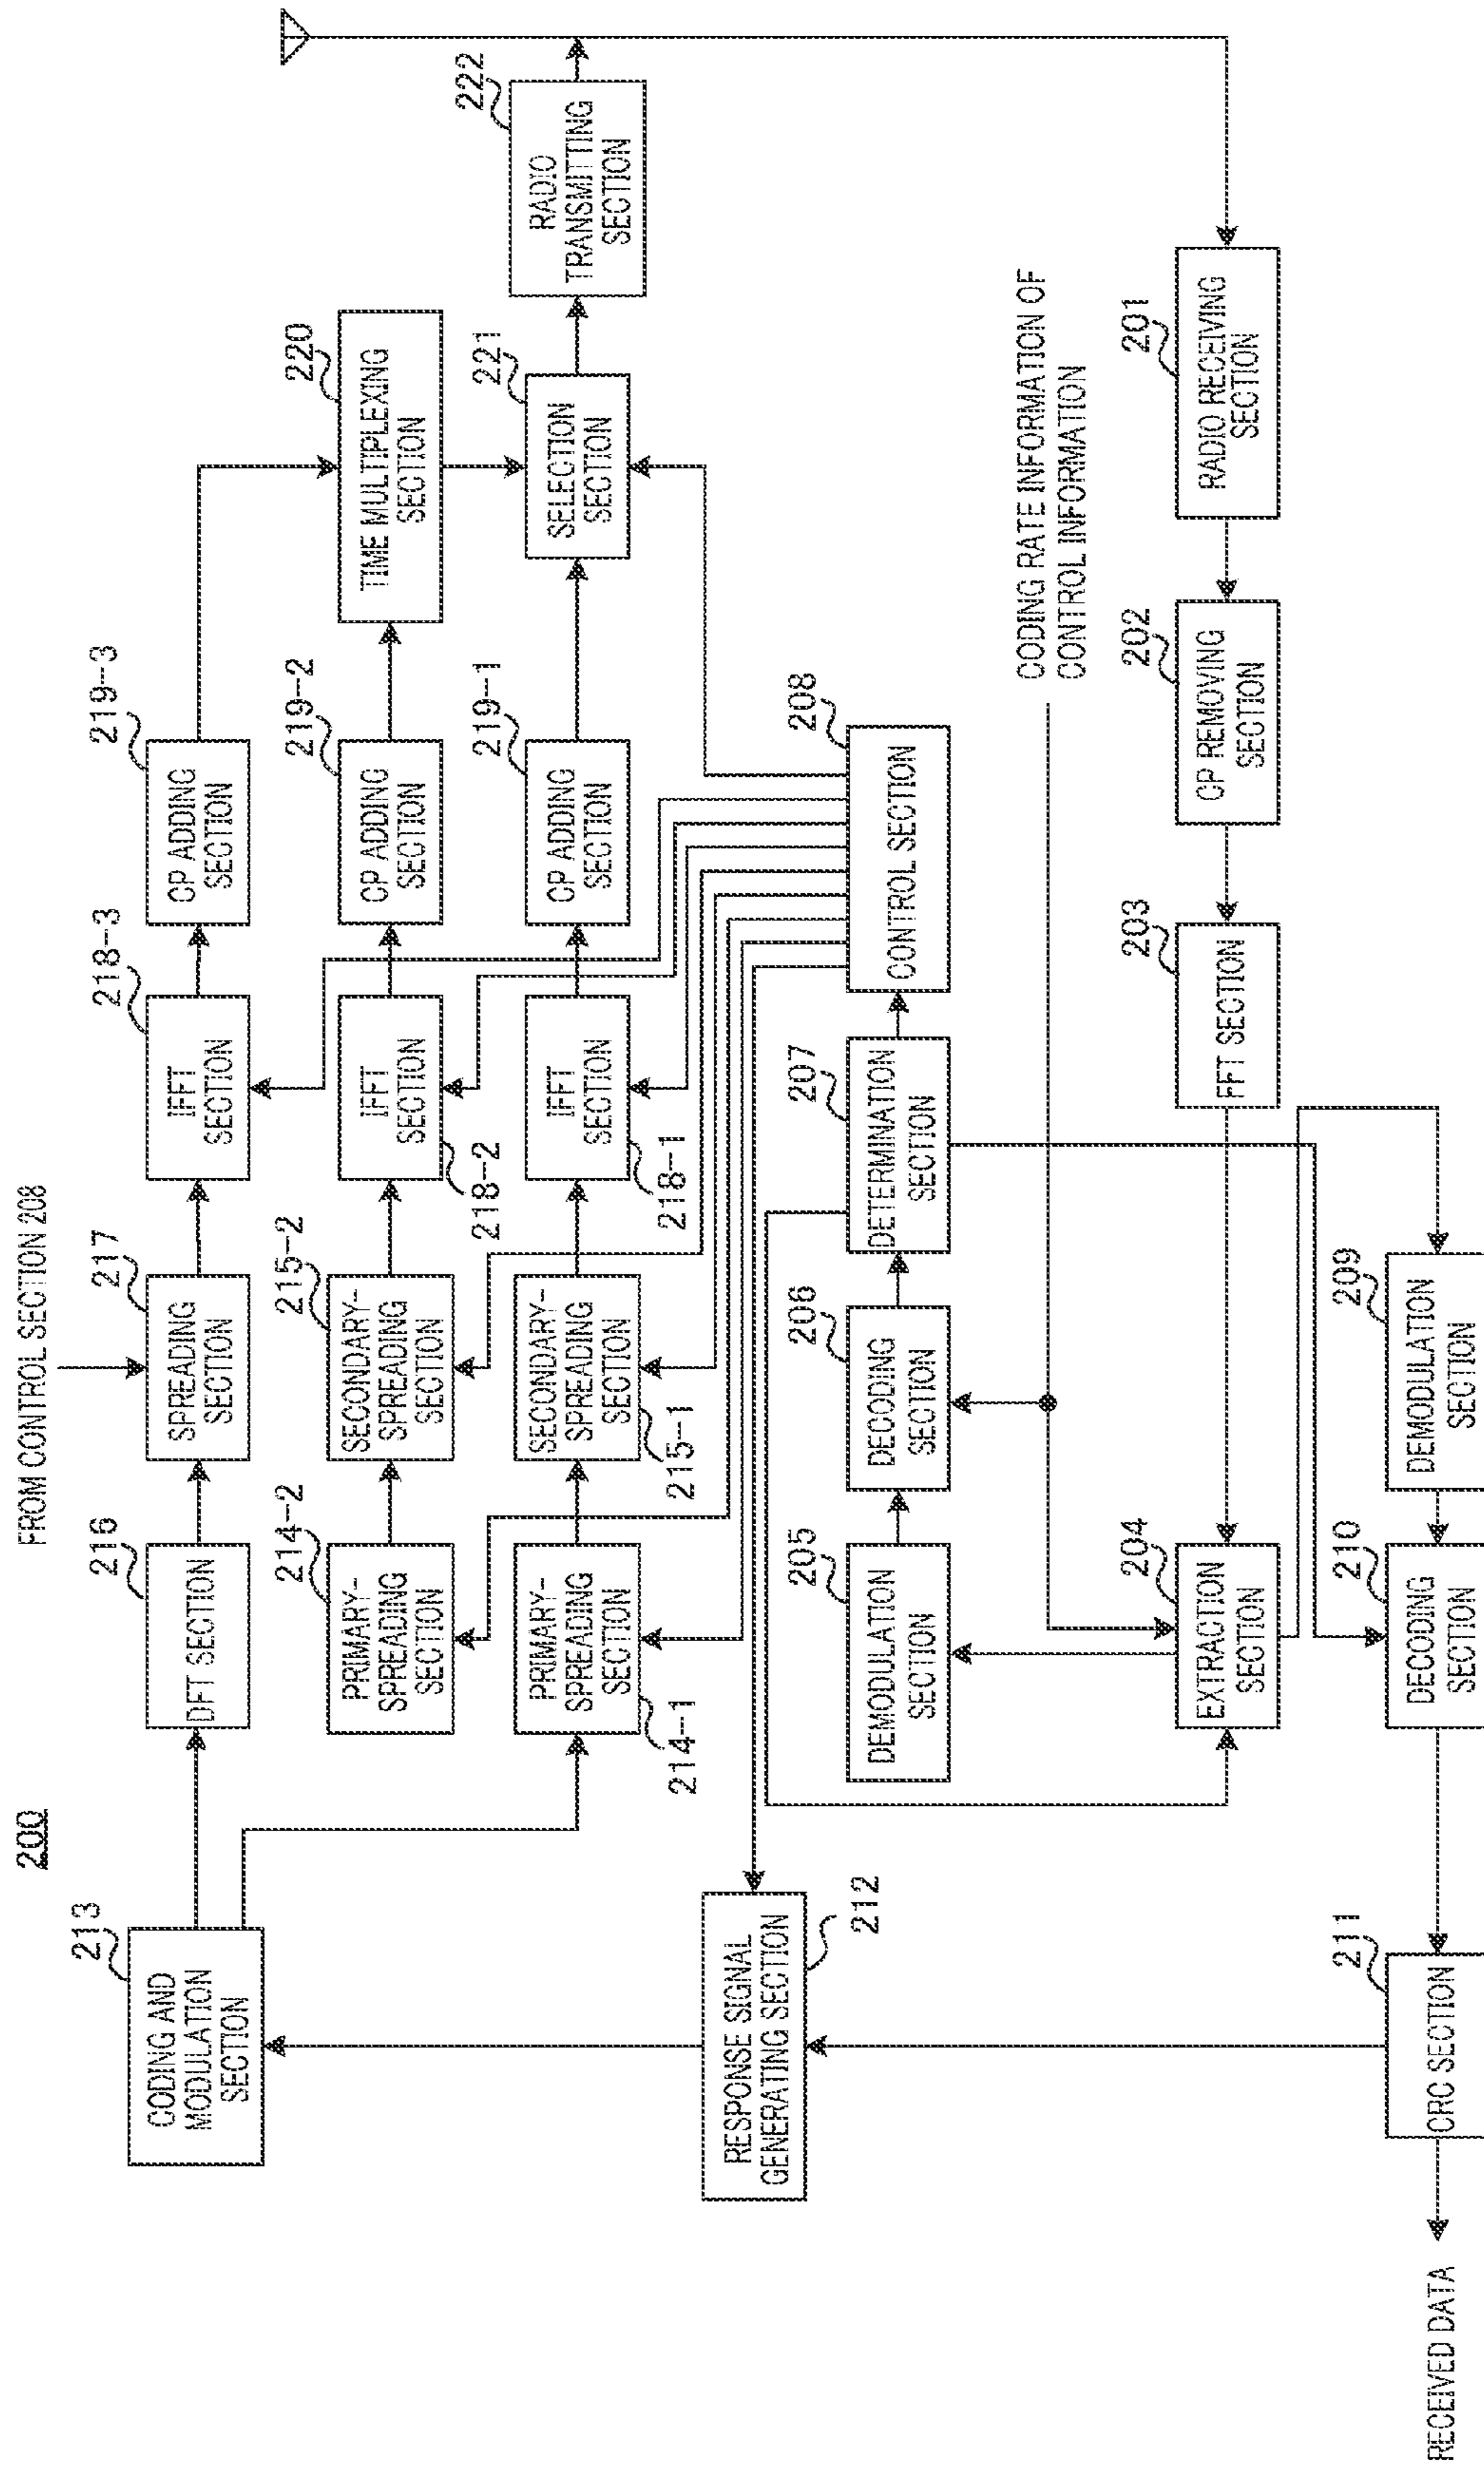 200
FROM CONTROL SECTION 208
213
CODING AND
MODULATION
SECTION
216
DFT SECTION
217
SPREADING
SECTION
218-3
IFFT
SECTION
219-3
CP ADDING
SECTION
214-2
PRIMARY-
SPREADING
SECTION
215-2
SECONDARY-
SPREADING
SECTION
IFFT
SECTION
218-2
219-2
CP ADDING
SECTION
220
TIME MULTIPLEXING
SECTION
PRIMARY-
SPREADING
SECTION
214-1
SECONDARY-
SPREADING
SECTION
215-1
IFFT
SECTION
218-1
219-1
CP ADDING
SECTION
221
SELECTION
SECTION
222
RADIO
TRANSMITTING
SECTION
RESPONSE SIGNAL
GENERATING SECTION
212
205
DEMODULATION
SECTION
206
DECODING
SECTION
207
DETERMINATION
SECTION
208
CONTROL SECTION
CODING RATE INFORMATION OF
CONTROL INFORMATION
204
EXTRACTION
SECTION
203
FFT SECTION
202
CP REMOVING
SECTION
201
RADIO RECEIVING
SECTION
RECEIVED DATA
211
CRC SECTION
210
DECODING
SECTION
209
DEMODULATION
SECTION